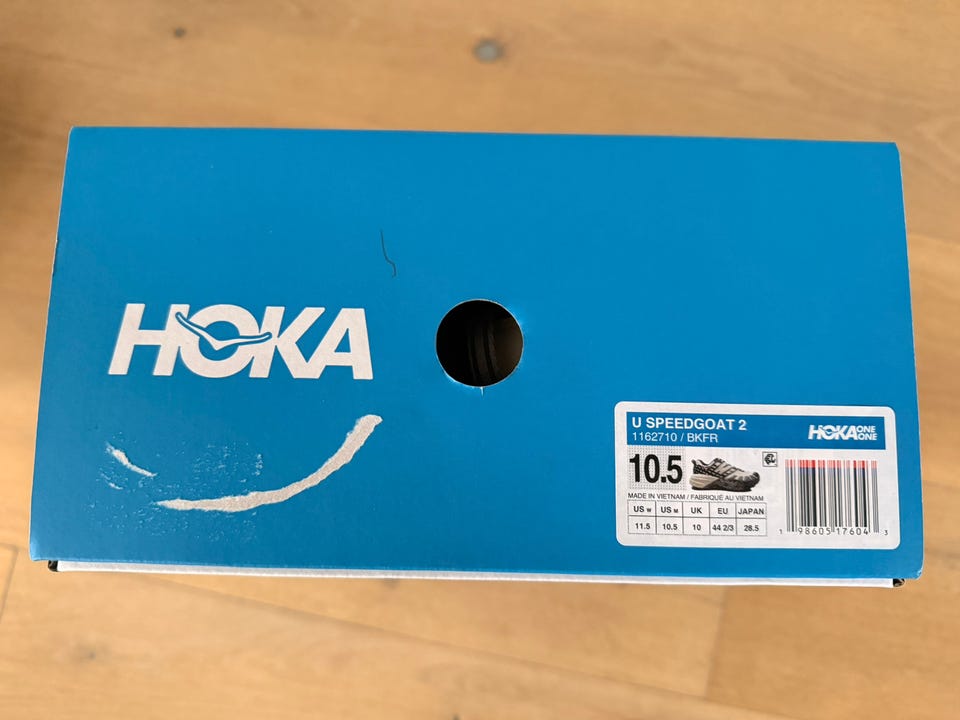 HOKA
U SPEEDGOAT 2
HOKA ONE ONE
1162710 / BKFR
10.5
MADE IN VIETNAM / FABRIQUÉ AU VIETNAM
US W US M UK EU JAPAN
11.5 10.5 10 44 2/3 28.5
1 98605 17604 3